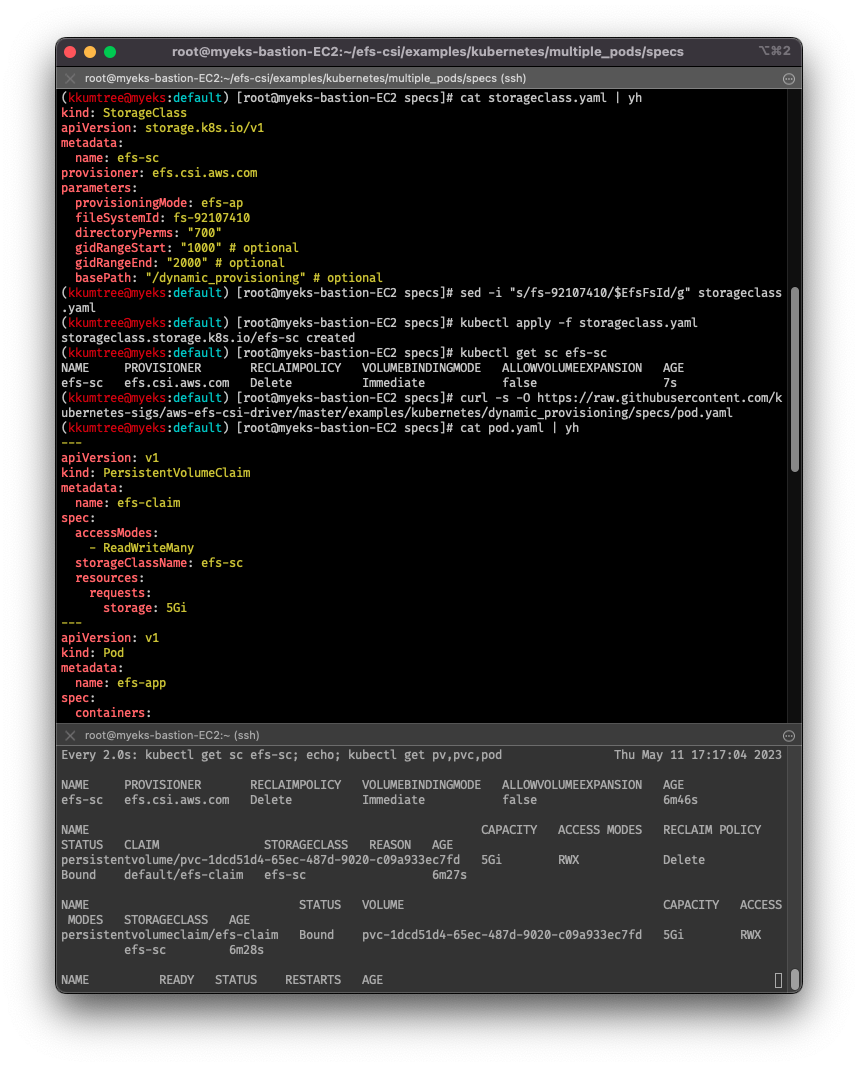 root@myeks-bastion-EC2:~/efs-csi/examples/kubernetes/multiple_pods/specs ⌥⌘2
root@myeks-bastion-EC2:~/efs-csi/examples/kubernetes/multiple_pods/specs (ssh)
(kkumtree@myeks:default) [root@myeks-bastion-EC2 specs]# cat storageclass.yaml | yh
kind: StorageClass
apiVersion: storage.k8s.io/v1
metadata:
  name: efs-sc
provisioner: efs.csi.aws.com
parameters:
  provisioningMode: efs-ap
  fileSystemId: fs-92107410
  directoryPerms: "700"
  gidRangeStart: "1000" # optional
  gidRangeEnd: "2000" # optional
  basePath: "/dynamic_provisioning" # optional
(kkumtree@myeks:default) [root@myeks-bastion-EC2 specs]# sed -i "s/fs-92107410/$EfsFsId/g" storageclass
.yaml
(kkumtree@myeks:default) [root@myeks-bastion-EC2 specs]# kubectl apply -f storageclass.yaml
storageclass.storage.k8s.io/efs-sc created
(kkumtree@myeks:default) [root@myeks-bastion-EC2 specs]# kubectl get sc efs-sc
NAME     PROVISIONER       RECLAIMPOLICY   VOLUMEBINDINGMODE   ALLOWVOLUMEEXPANSION   AGE
efs-sc   efs.csi.aws.com   Delete          Immediate           false                  7s
(kkumtree@myeks:default) [root@myeks-bastion-EC2 specs]# curl -s -O https://raw.githubusercontent.com/k
ubernetes-sigs/aws-efs-csi-driver/master/examples/kubernetes/dynamic_provisioning/specs/pod.yaml
(kkumtree@myeks:default) [root@myeks-bastion-EC2 specs]# cat pod.yaml | yh
---
apiVersion: v1
kind: PersistentVolumeClaim
metadata:
  name: efs-claim
spec:
  accessModes:
    - ReadWriteMany
  storageClassName: efs-sc
  resources:
    requests:
      storage: 5Gi
---
apiVersion: v1
kind: Pod
metadata:
  name: efs-app
spec:
  containers:
root@myeks-bastion-EC2:~ (ssh)
Every 2.0s: kubectl get sc efs-sc; echo; kubectl get pv,pvc,pod                Thu May 11 17:17:04 2023
NAME     PROVISIONER       RECLAIMPOLICY   VOLUMEBINDINGMODE   ALLOWVOLUMEEXPANSION   AGE
efs-sc   efs.csi.aws.com   Delete          Immediate           false                  6m46s
NAME                                                        CAPACITY   ACCESS MODES   RECLAIM POLICY
STATUS   CLAIM               STORAGECLASS   REASON   AGE
persistentvolume/pvc-1dcd51d4-65ec-487d-9020-c09a933ec7fd   5Gi        RWX            Delete
Bound    default/efs-claim   efs-sc                  6m27s
NAME                              STATUS   VOLUME                                     CAPACITY   ACCESS
 MODES   STORAGECLASS   AGE
persistentvolumeclaim/efs-claim   Bound    pvc-1dcd51d4-65ec-487d-9020-c09a933ec7fd   5Gi        RWX
         efs-sc         6m28s
NAME          READY   STATUS    RESTARTS   AGE